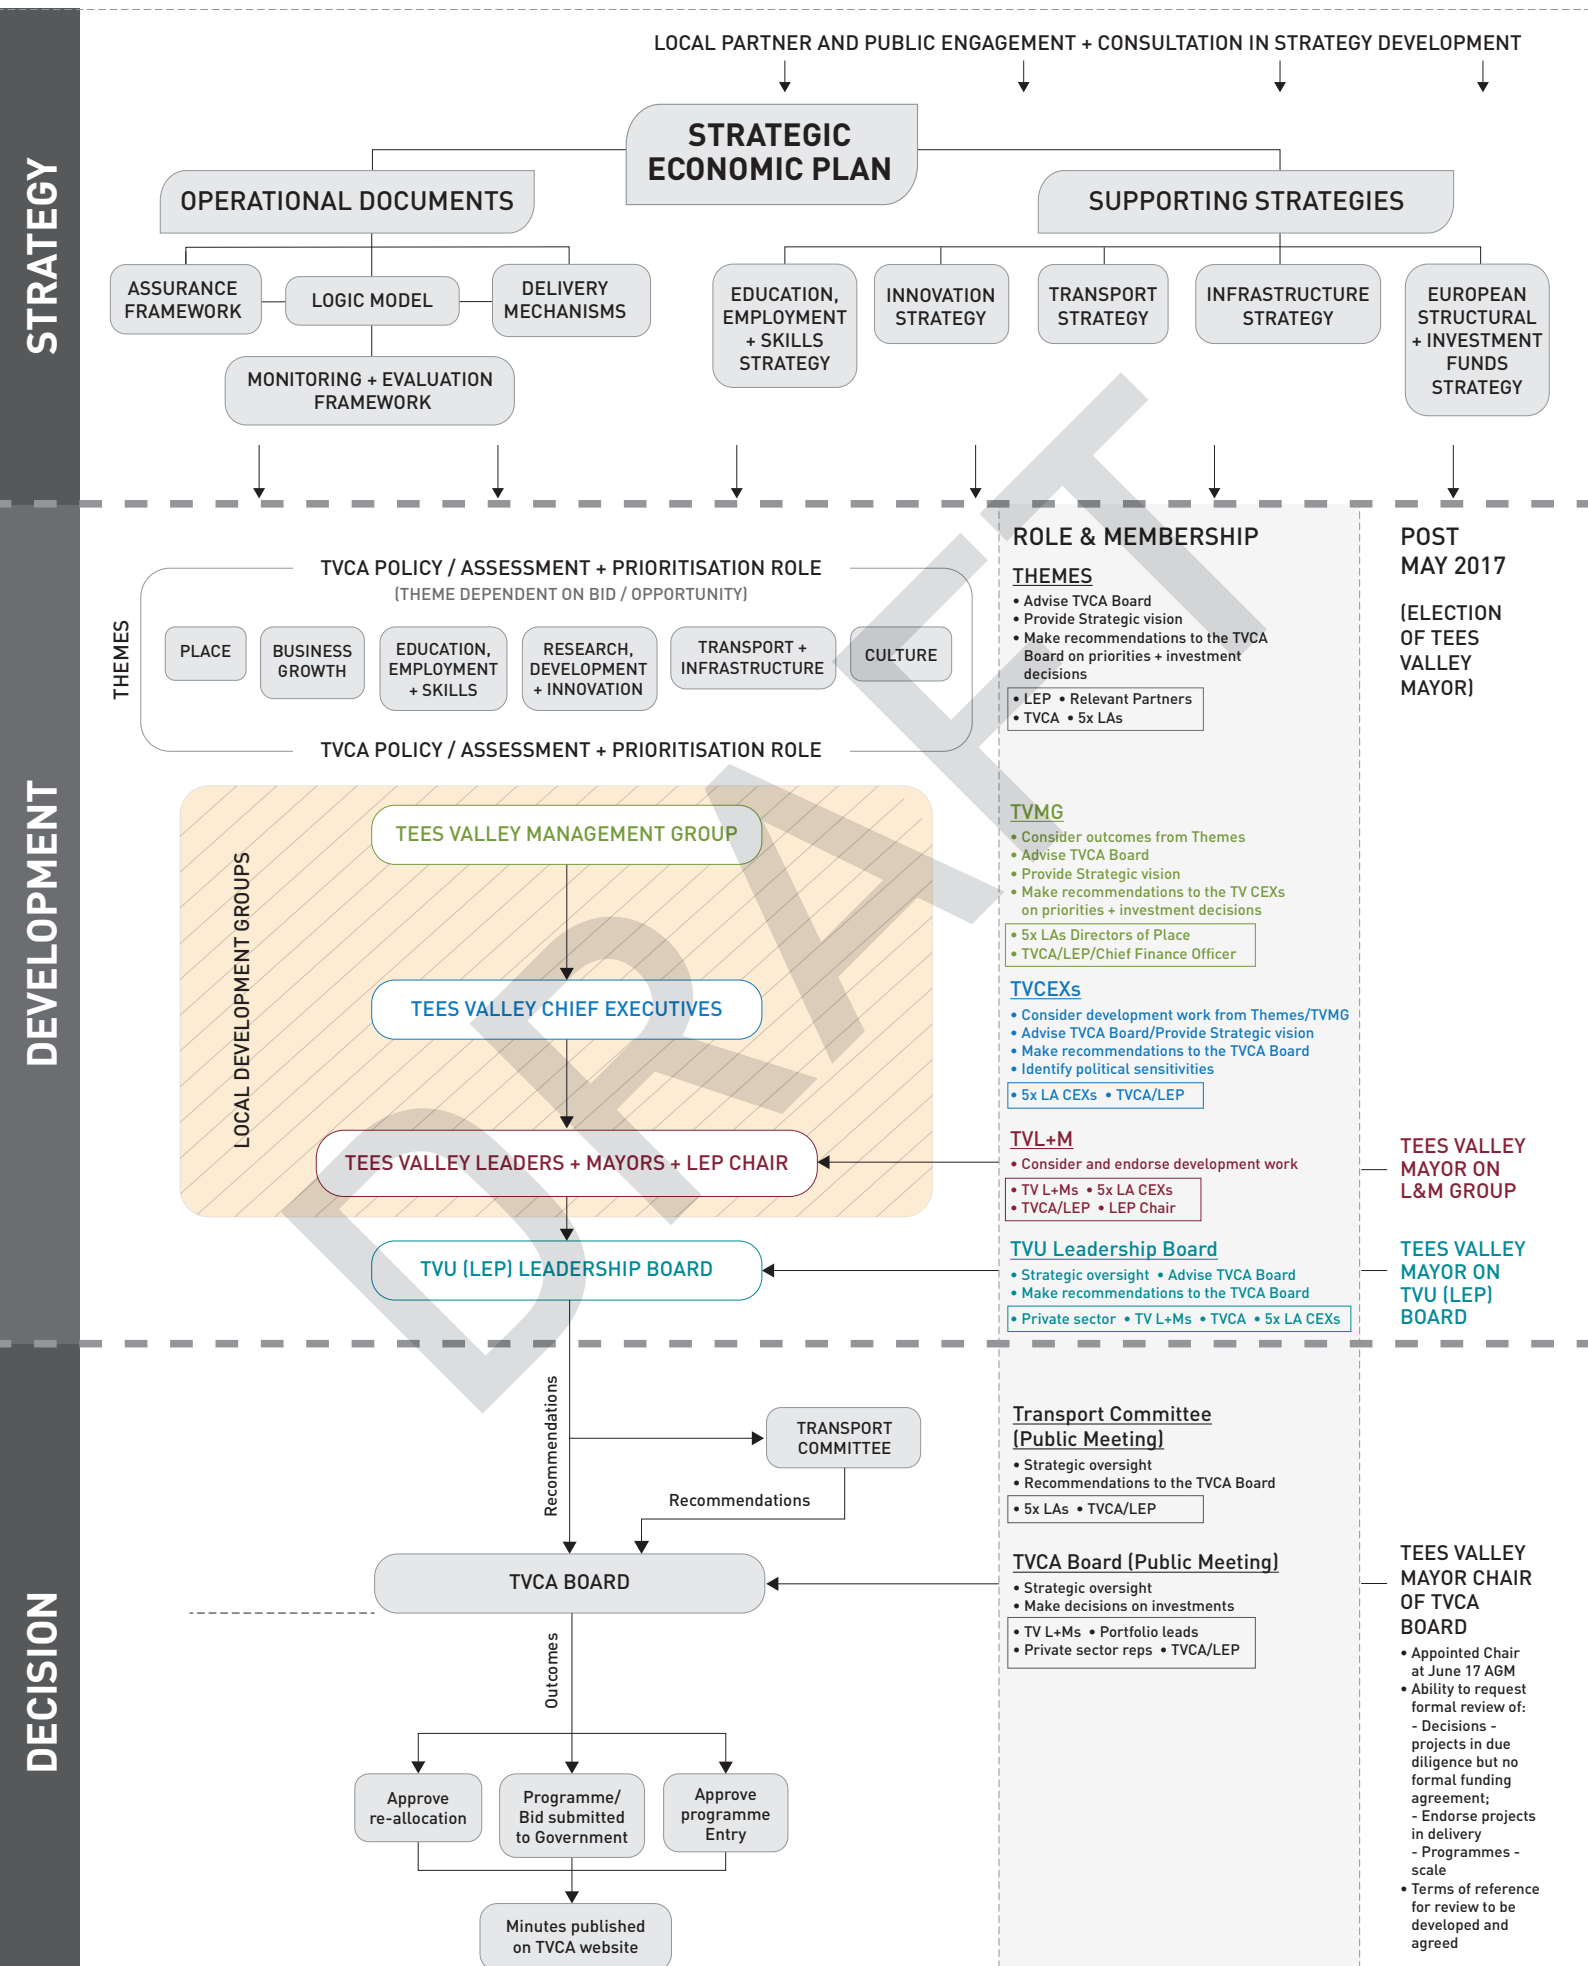 LOCAL PARTNER AND PUBLIC ENGAGEMENT + CONSULTATION IN STRATEGY DEVELOPMENT
STRATEGY
STRATEGIC
ECONOMIC PLAN
OPERATIONAL DOCUMENTS
SUPPORTING STRATEGIES
ASSURANCE
FRAMEWORK
LOGIC MODEL
DELIVERY
MECHANISMS
MONITORING + EVALUATION
FRAMEWORK
EDUCATION,
EMPLOYMENT
+ SKILLS
STRATEGY
INNOVATION
STRATEGY
TRANSPORT
STRATEGY
INFRASTRUCTURE
STRATEGY
EUROPEAN
STRUCTURAL
+ INVESTMENT
FUNDS
STRATEGY
DEVELOPMENT
TVCA POLICY / ASSESSMENT + PRIORITISATION ROLE
(THEME DEPENDENT ON BID / OPPORTUNITY)
THEMES
PLACE
BUSINESS
GROWTH
EDUCATION,
EMPLOYMENT
+ SKILLS
RESEARCH,
DEVELOPMENT
+ INNOVATION
TRANSPORT +
INFRASTRUCTURE
CULTURE
TVCA POLICY / ASSESSMENT + PRIORITISATION ROLE
ROLE & MEMBERSHIP
THEMES
• Advise TVCA Board
• Provide Strategic vision
• Make recommendations to the TVCA
Board on priorities + investment
decisions
• LEP • Relevant Partners
• TVCA • 5x LAs
POST
MAY 2017
(ELECTION
OF TEES
VALLEY
MAYOR)
LOCAL DEVELOPMENT GROUPS
TEES VALLEY MANAGEMENT GROUP
TEES VALLEY CHIEF EXECUTIVES
TEES VALLEY LEADERS + MAYORS + LEP CHAIR
TVU (LEP) LEADERSHIP BOARD
TVMG
• Consider outcomes from Themes
• Advise TVCA Board
• Provide Strategic vision
• Make recommendations to the TV CEXs
on priorities + investment decisions
• 5x LAs Directors of Place
• TVCA/LEP/Chief Finance Officer
TVCEXs
• Consider development work from Themes/TVMG
• Advise TVCA Board/Provide Strategic vision
• Make recommendations to the TVCA Board
• Identify political sensitivities
• 5x LA CEXs • TVCA/LEP
TVL+M
• Consider and endorse development work
• TV L+Ms • 5x LA CEXs
• TVCA/LEP • LEP Chair
TEES VALLEY
MAYOR ON
L&M GROUP
TVU Leadership Board
• Strategic oversight • Advise TVCA Board
• Make recommendations to the TVCA Board
• Private sector • TV L+Ms • TVCA • 5x LA CEXs
TEES VALLEY
MAYOR ON
TVU (LEP)
BOARD
DRAFT
DECISION
Recommendations
TRANSPORT
COMMITTEE
Recommendations
TVCA BOARD
Outcomes
Approve
re-allocation
Programme/
Bid submitted
to Government
Approve
programme
Entry
Minutes published
on TVCA website
Transport Committee
(Public Meeting)
• Strategic oversight
• Recommendations to the TVCA Board
• 5x LAs • TVCA/LEP
TVCA Board (Public Meeting)
• Strategic oversight
• Make decisions on investments
• TV L+Ms • Portfolio leads
• Private sector reps • TVCA/LEP
TEES VALLEY
MAYOR CHAIR
OF TVCA
BOARD
• Appointed Chair
at June 17 AGM
• Ability to request
formal review of:
- Decisions -
projects in due
diligence but no
formal funding
agreement;
- Endorse projects
in delivery
- Programmes -
scale
• Terms of reference
for review to be
developed and
agreed